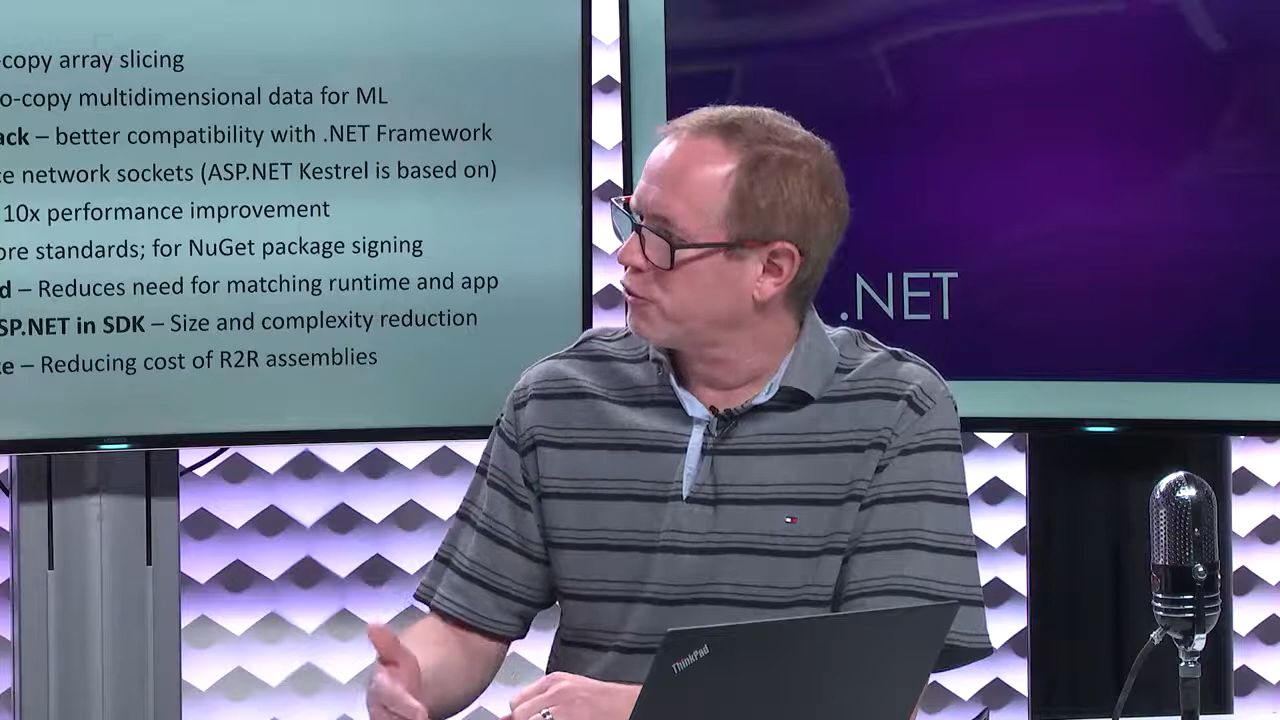 -copy array slicing
o-copy multidimensional data for ML
ack – better compatibility with .NET Framework
ce network sockets (ASP.NET Kestrel is based on)
10x performance improvement
ore standards; for NuGet package signing
d – Reduces need for matching runtime and app
SP.NET in SDK – Size and complexity reduction
ze – Reducing cost of R2R assemblies
.NET
ThinkPad